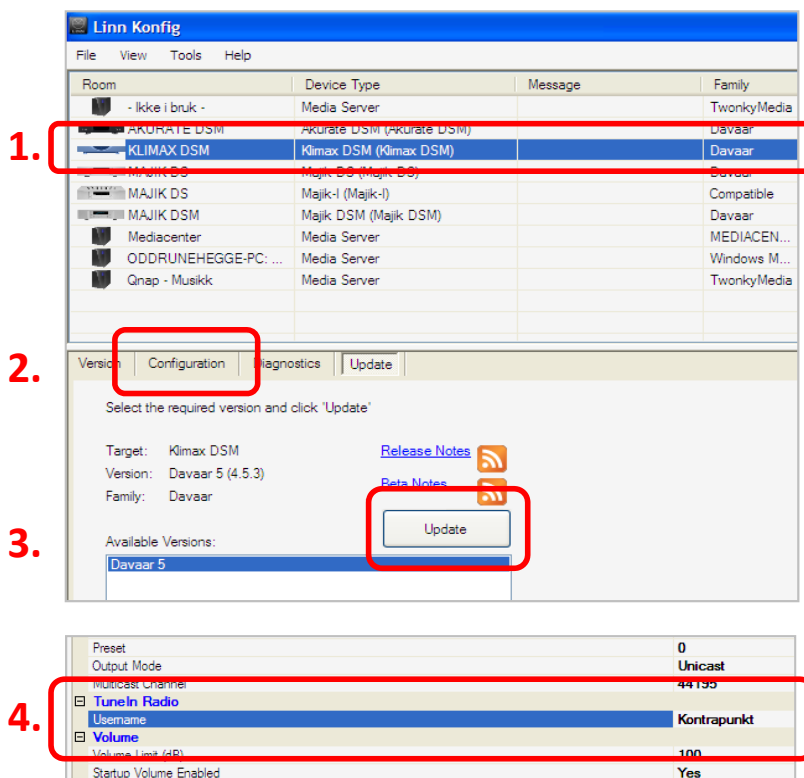 Linn Konfig
File View Tools Help
Room Device Type Message Family
- Ikke i bruk - Media Server TwonkyMedia
1.
AKURATE DSM Akurate DSM (Akurate DSM) Davaar
KLIMAX DSM Klimax DSM (Klimax DSM) Davaar
MAJIK DS Majik DS (Majik DS) Davaar
MAJIK DS Majik-I (Majik-I) Compatible
MAJIK DSM Majik DSM (Majik DSM) Davaar
Mediacenter Media Server MEDIACEN...
ODDRUNEHEGGE-PC: ... Media Server Windows M...
Qnap - Musikk Media Server TwonkyMedia
2.
Version Configuration Diagnostics Update
Select the required version and click 'Update'
Target: Klimax DSM Release Notes
Version: Davaar 5 (4.5.3)
Beta Notes
Family: Davaar
Update
3.
Available Versions:
Davaar 5
Preset 0
Output Mode Unicast
Multicast Channel 44195
4.
TuneIn Radio
Username Kontrapunkt
Volume
Volume Limit (dB) 100
Startup Volume Enabled Yes